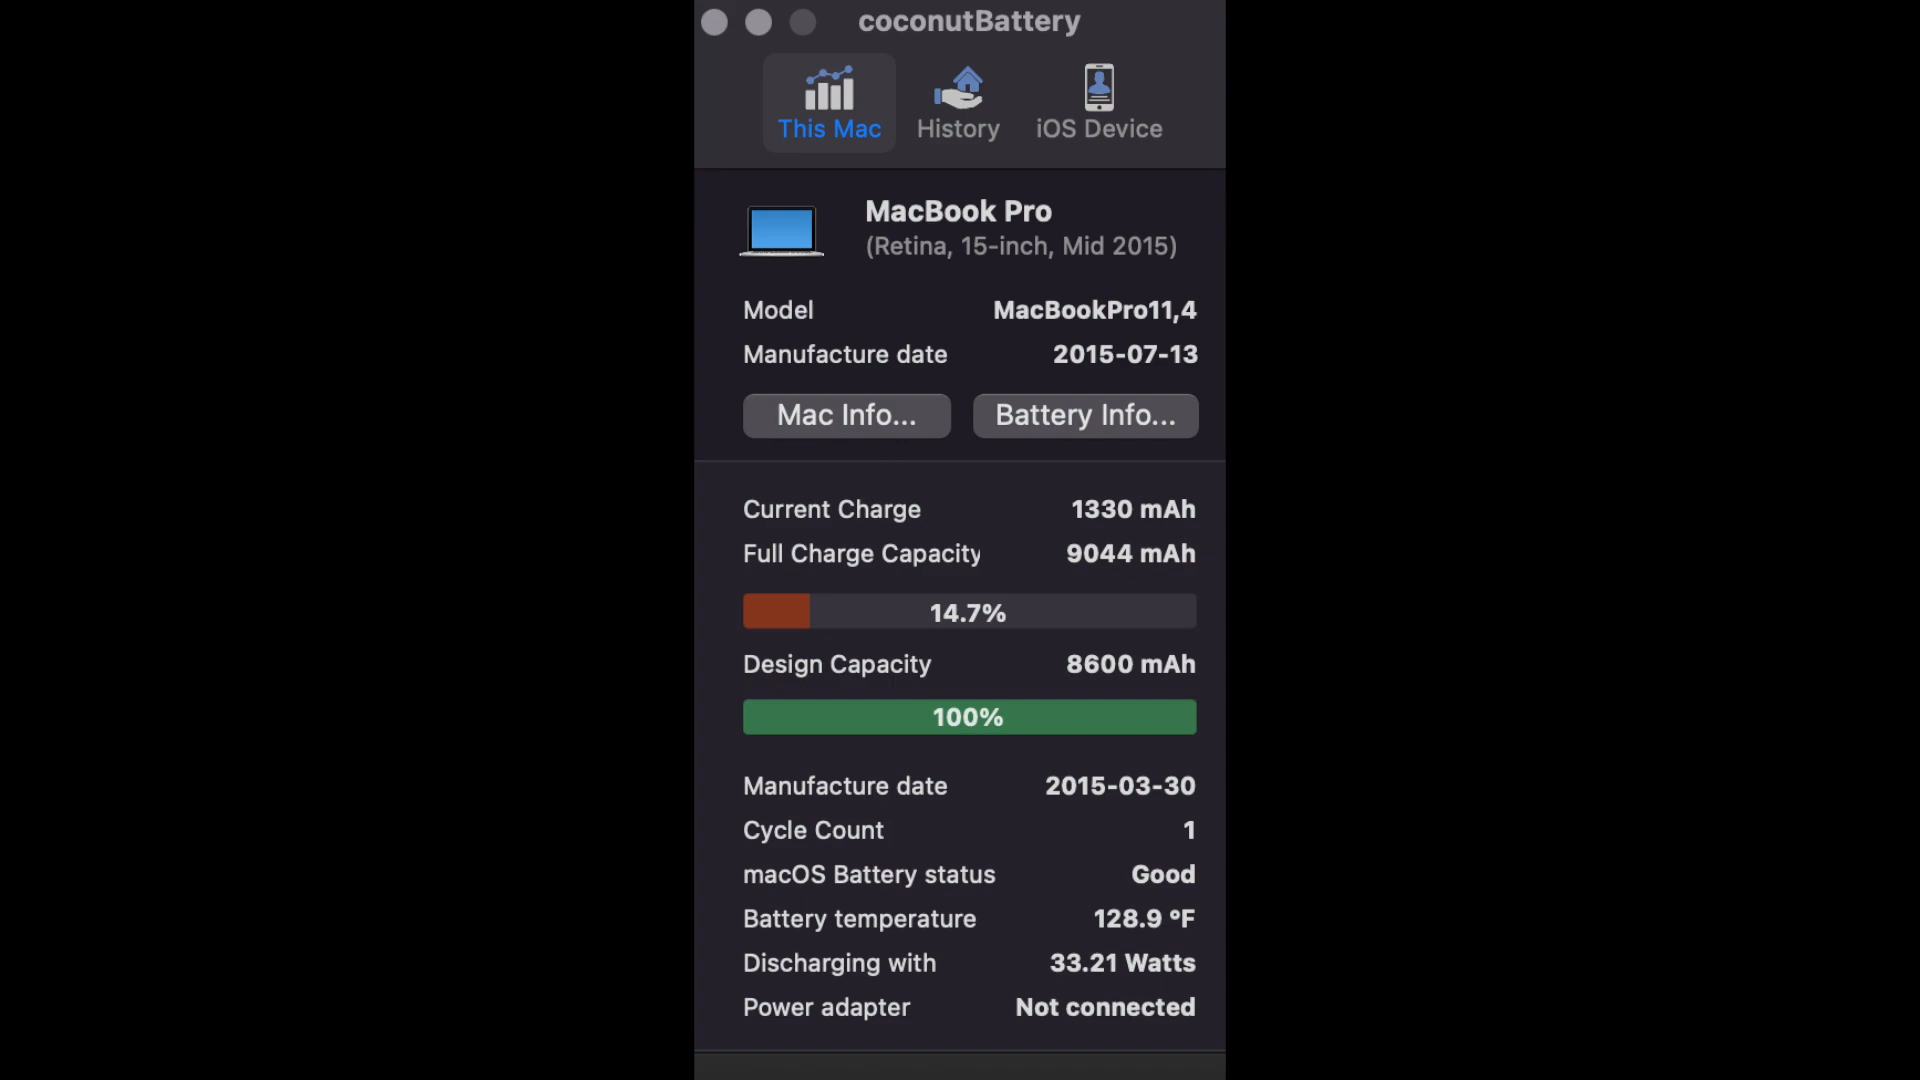 coconutBattery
This Mac
History
iOS Device
MacBook Pro
(Retina, 15-inch, Mid 2015)
Model MacBookPro11,4
Manufacture date 2015-07-13
Mac Info... Battery Info...
Current Charge 1330 mAh
Full Charge Capacity 9044 mAh
14.7%
Design Capacity 8600 mAh
100%
Manufacture date 2015-03-30
Cycle Count 1
macOS Battery status Good
Battery temperature 128.9 °F
Discharging with 33.21 Watts
Power adapter Not connected